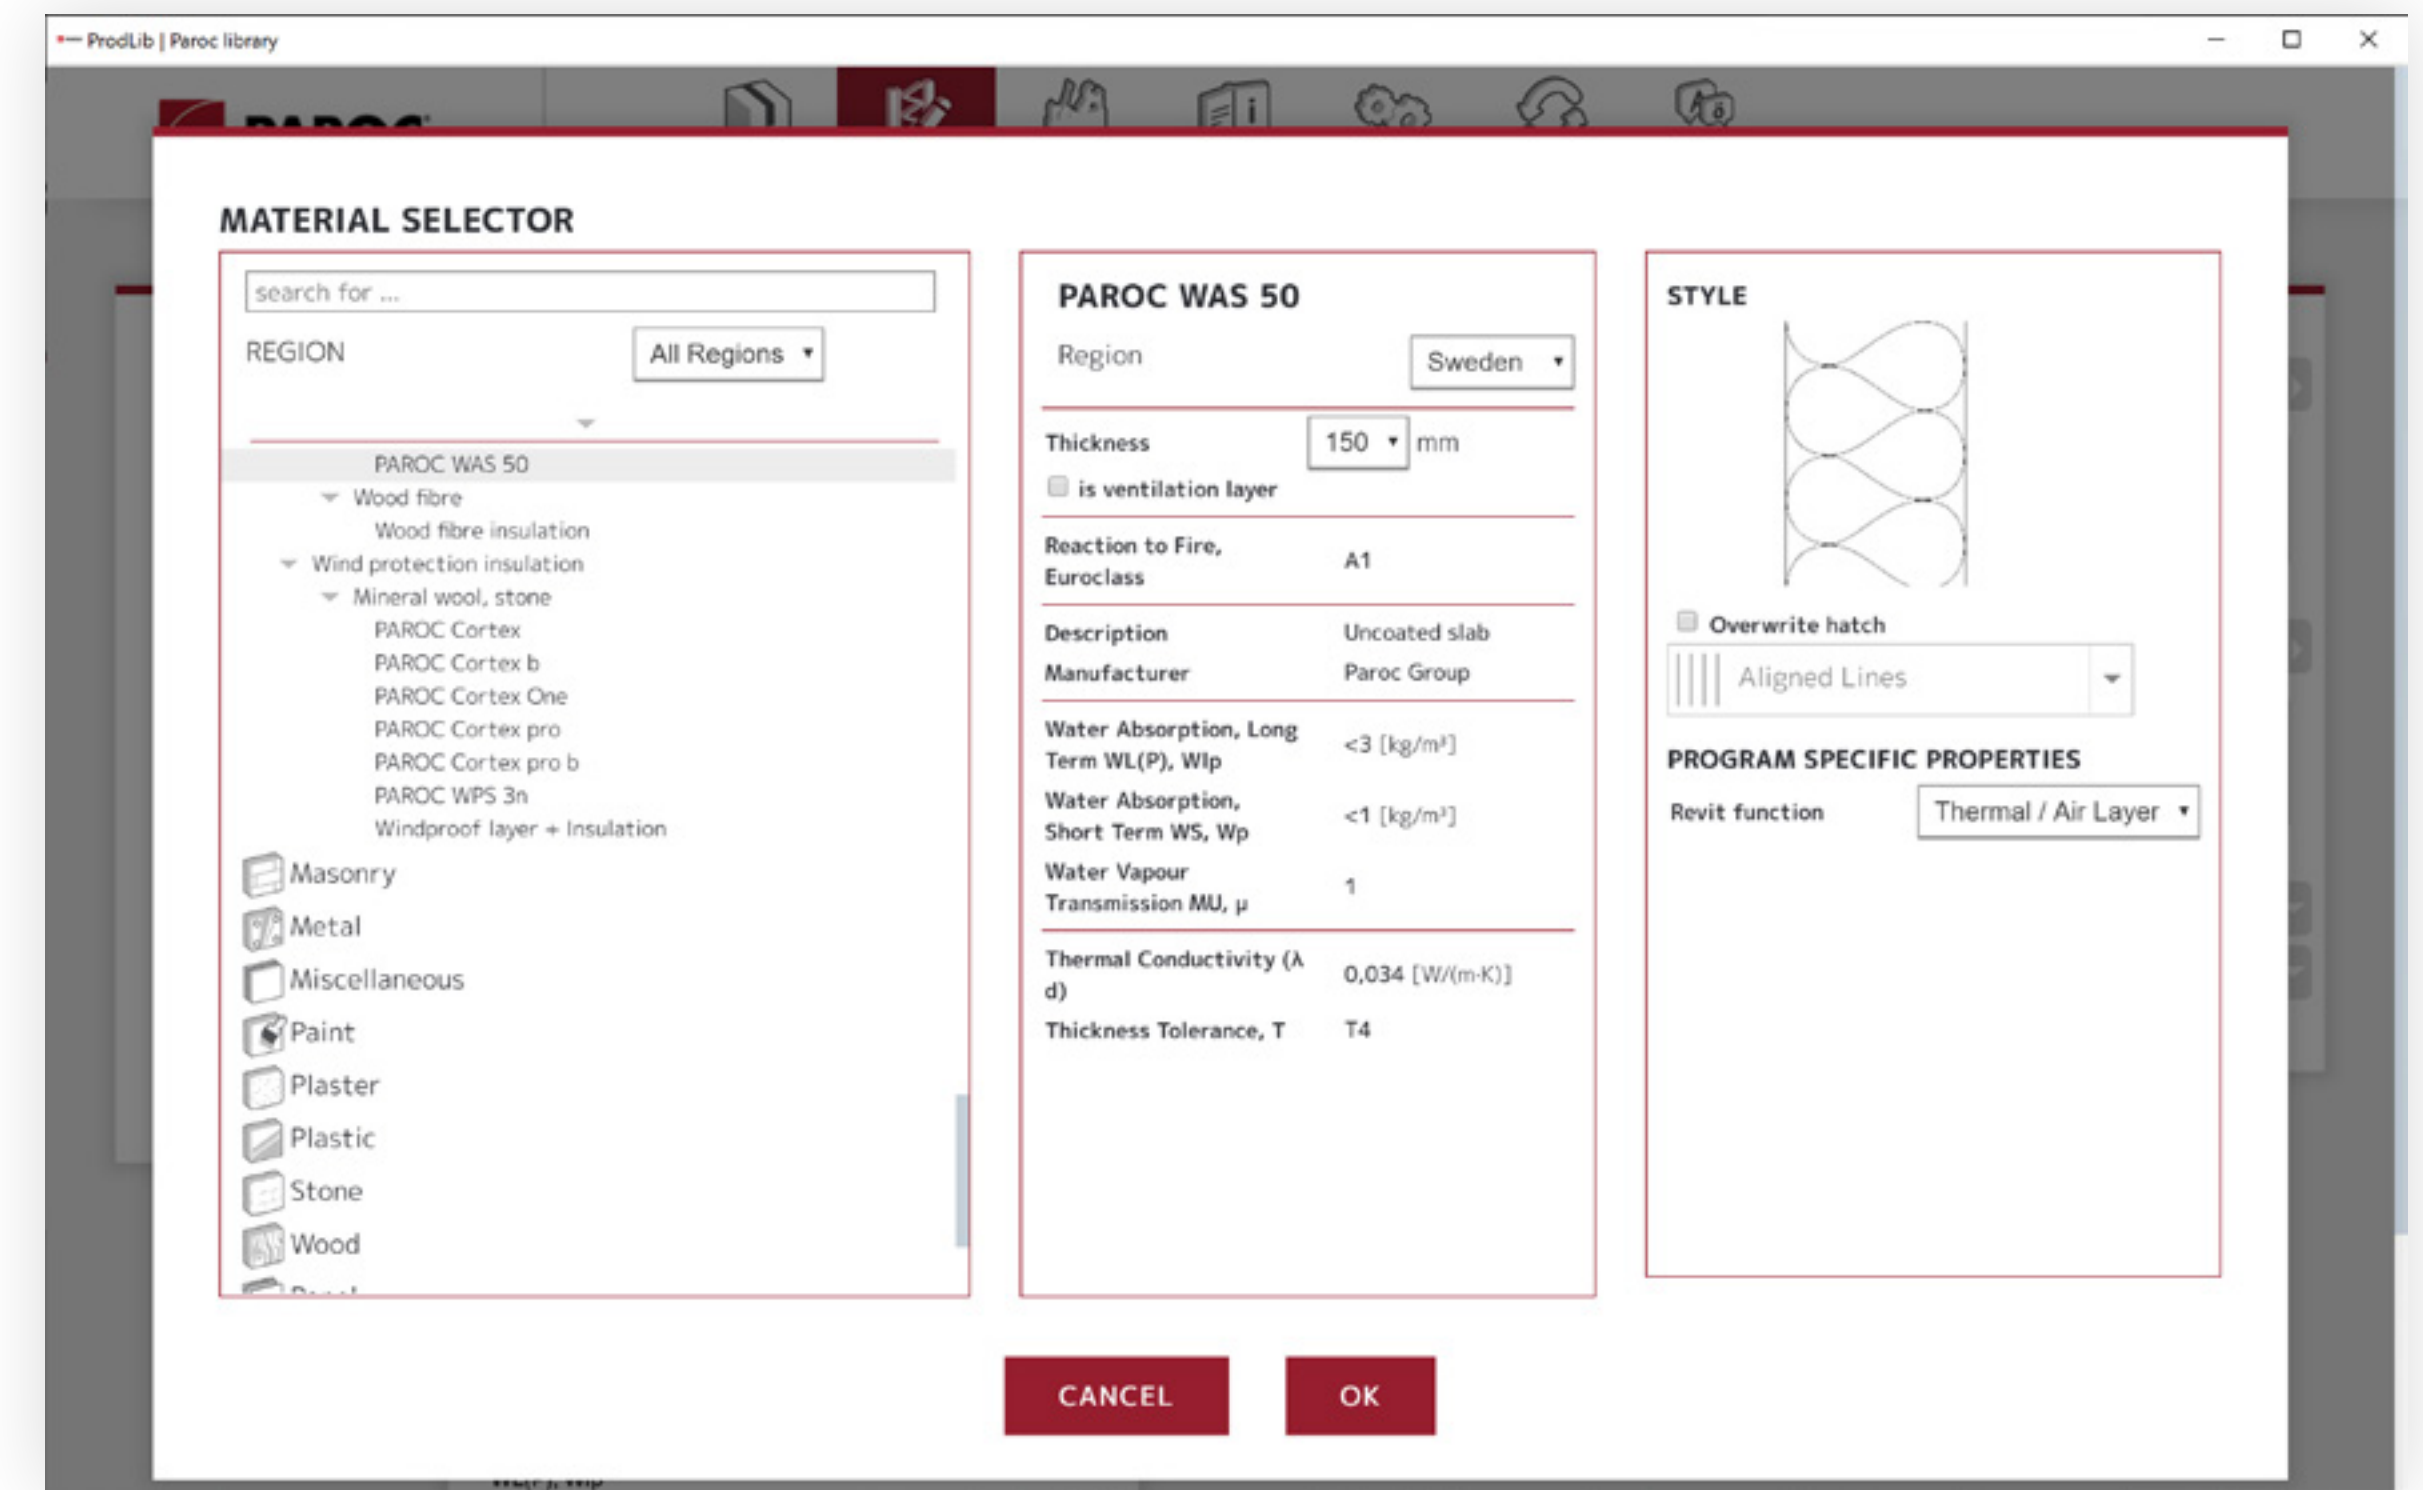 ProdLib | Paroc library
PAROC
MATERIAL SELECTOR
search for ...
REGION
All Regions
PAROC WAS 50
Wood fibre
Wood fibre insulation
Wind protection insulation
Mineral wool, stone
PAROC Cortex
PAROC Cortex b
PAROC Cortex One
PAROC Cortex pro
PAROC Cortex pro b
PAROC WPS 3n
Windproof layer + Insulation
Masonry
Metal
Miscellaneous
Paint
Plaster
Plastic
Stone
Wood
PAROC WAS 50
Region
Sweden
Thickness
150
mm
is ventilation layer
Reaction to Fire,
Euroclass
A1
Description
Uncoated slab
Manufacturer
Paroc Group
Water Absorption, Long
Term WL(P), Wlp
<3 [kg/m²]
Water Absorption,
Short Term WS, Wp
<1 [kg/m²]
Water Vapour
Transmission MU, μ
1
Thermal Conductivity (λ
d)
0,034 [W/(m·K)]
Thickness Tolerance, T
T4
STYLE
Overwrite hatch
Aligned Lines
PROGRAM SPECIFIC PROPERTIES
Revit function
Thermal / Air Layer
CANCEL
OK